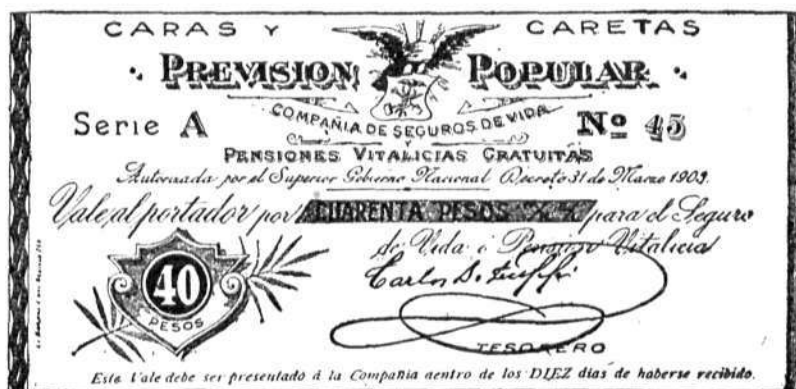 CARAS Y CARETAS
PREVISION POPULAR
COMPAÑIA DE SEGUROS DE VIDA
Serie A Nº 45
Y
PENSIONES VITALICIAS GRATUITAS
Autorizada por el Superior Gobierno Nacional Decreto 31 de Marzo 1903.
Vale al portador por CUARENTA PESOS para el Seguro
de Vida ó Pension Vitalicia
40
PESOS
Carlos
TESORERO
Este Vale debe ser presentado á la Compañia dentro de los DIEZ dias de haberse recibido.